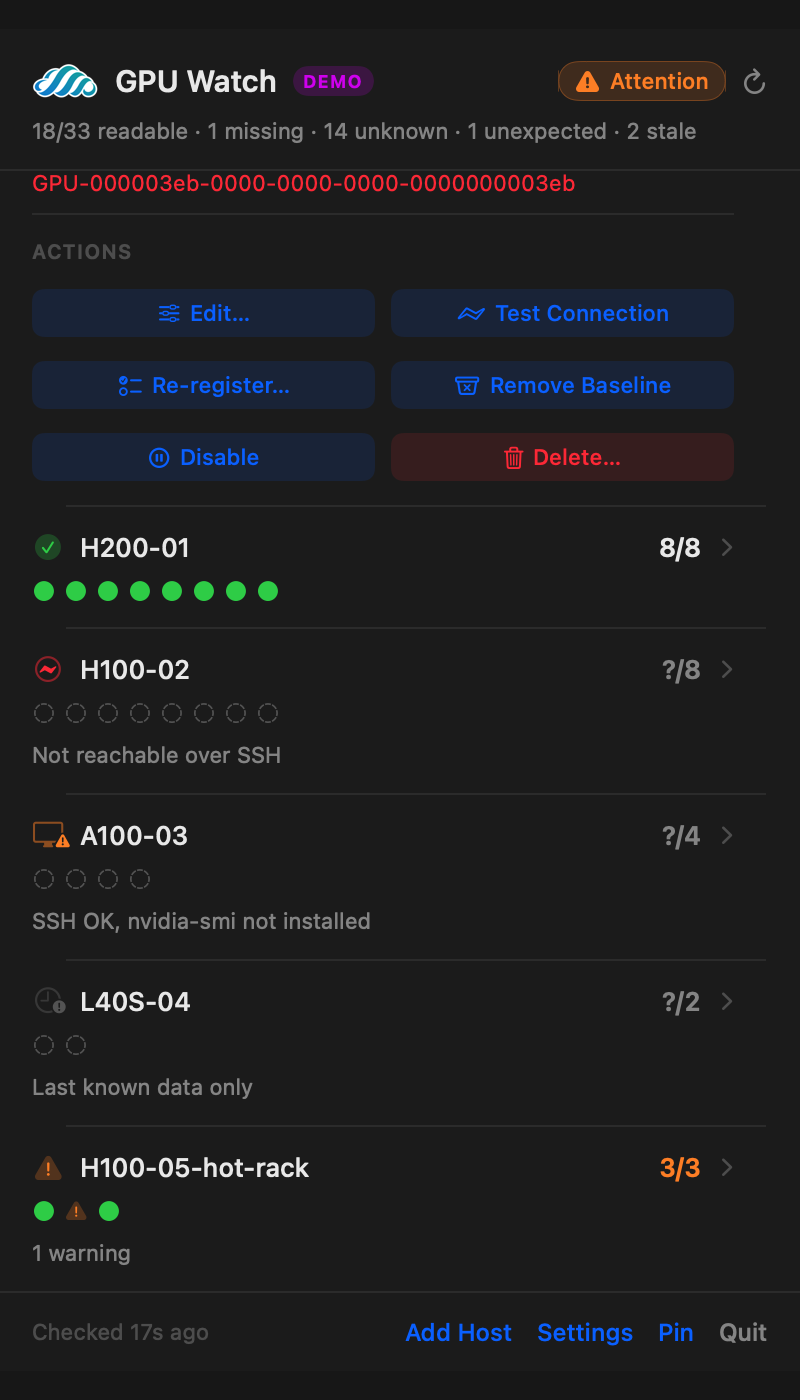 GPU Watch DEMO Attention
18/33 readable · 1 missing · 14 unknown · 1 unexpected · 2 stale
GPU-000003eb-0000-0000-0000-0000000003eb
ACTIONS
Edit... Test Connection
Re-register... Remove Baseline
Disable Delete...
H200-01 8/8
H100-02 ?/8
Not reachable over SSH
A100-03 ?/4
SSH OK, nvidia-smi not installed
L40S-04 ?/2
Last known data only
H100-05-hot-rack 3/3
1 warning
Checked 17s ago Add Host Settings Pin Quit